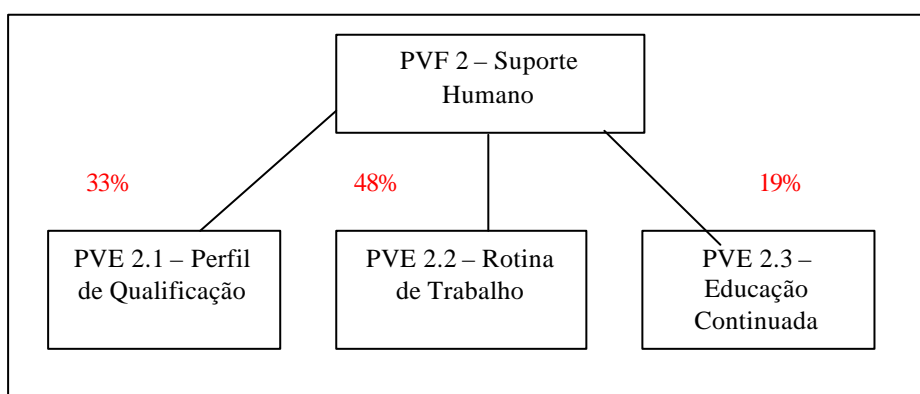 PVF 2 – Suporte
Humano
33%
48%
19%
PVE 2.1 – Perfil
de Qualificação
PVE 2.2 – Rotina
de Trabalho
PVE 2.3 –
Educação
Continuada